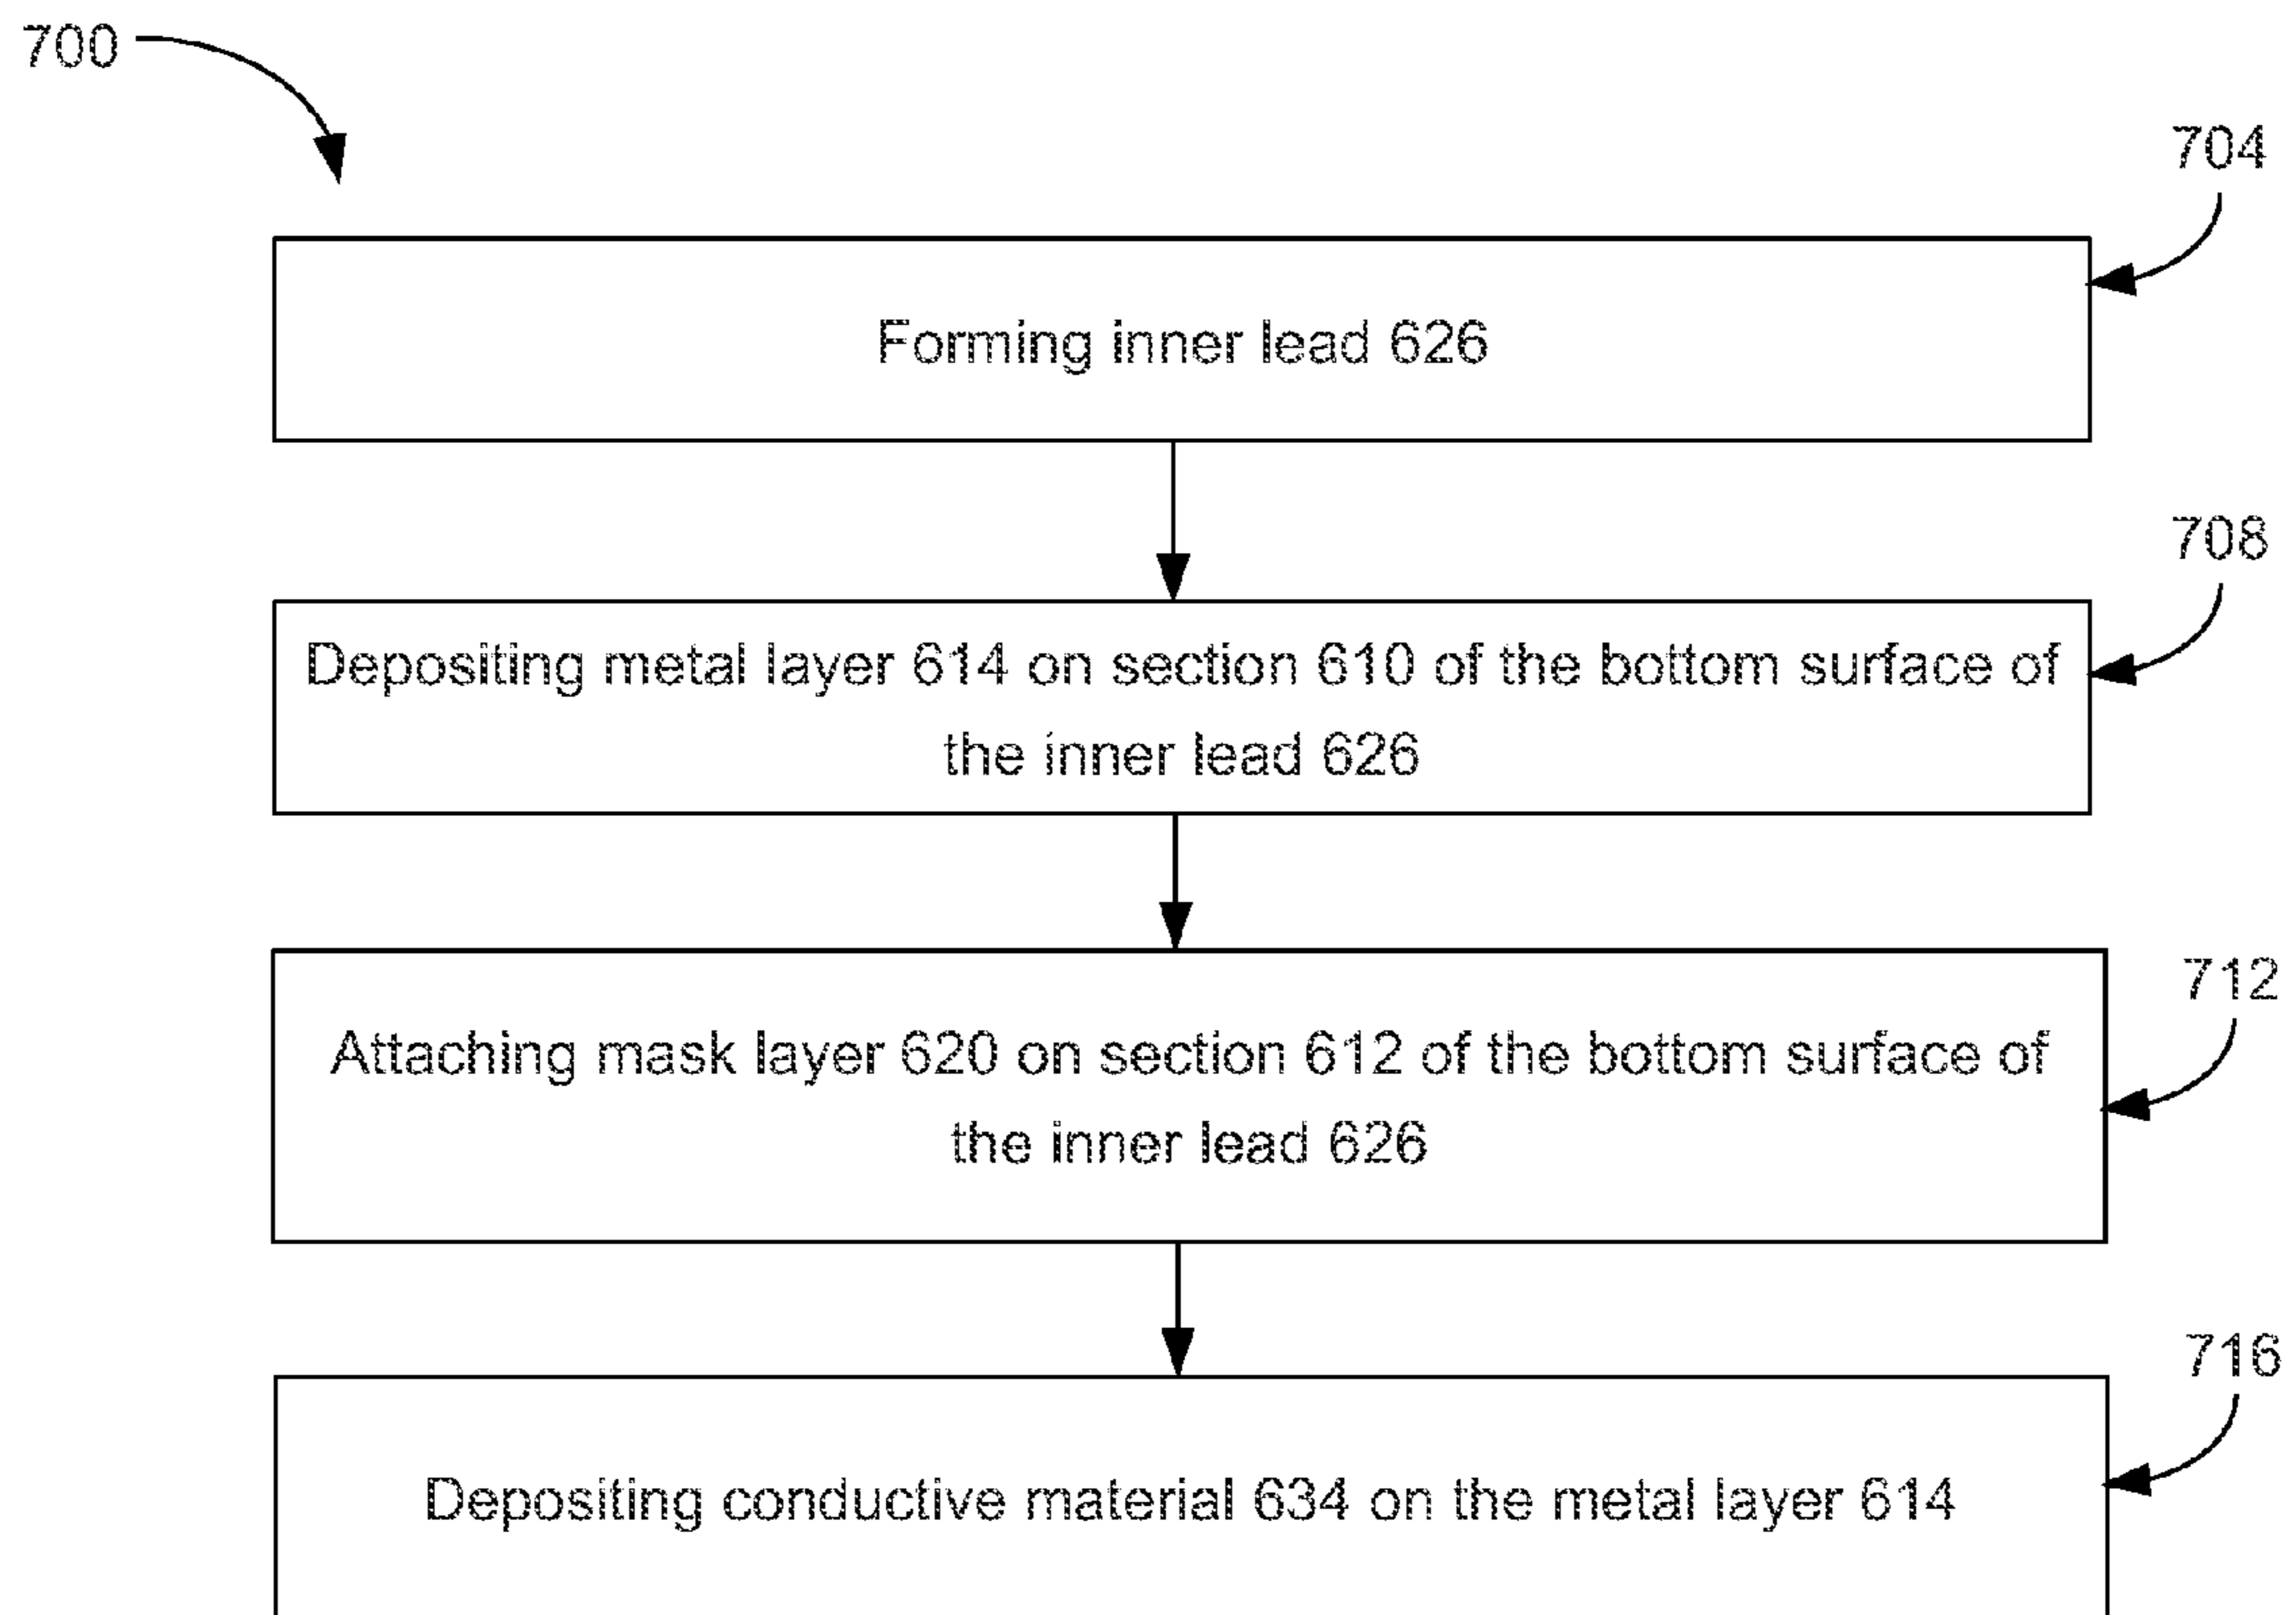 700
704
Forming inner lead 626
708
Depositing metal layer 614 on section 610 of the bottom surface of
the inner lead 626
712
Attaching mask layer 620 on section 612 of the bottom surface of
the inner lead 626
716
Depositing conductive material 634 on the metal layer 614